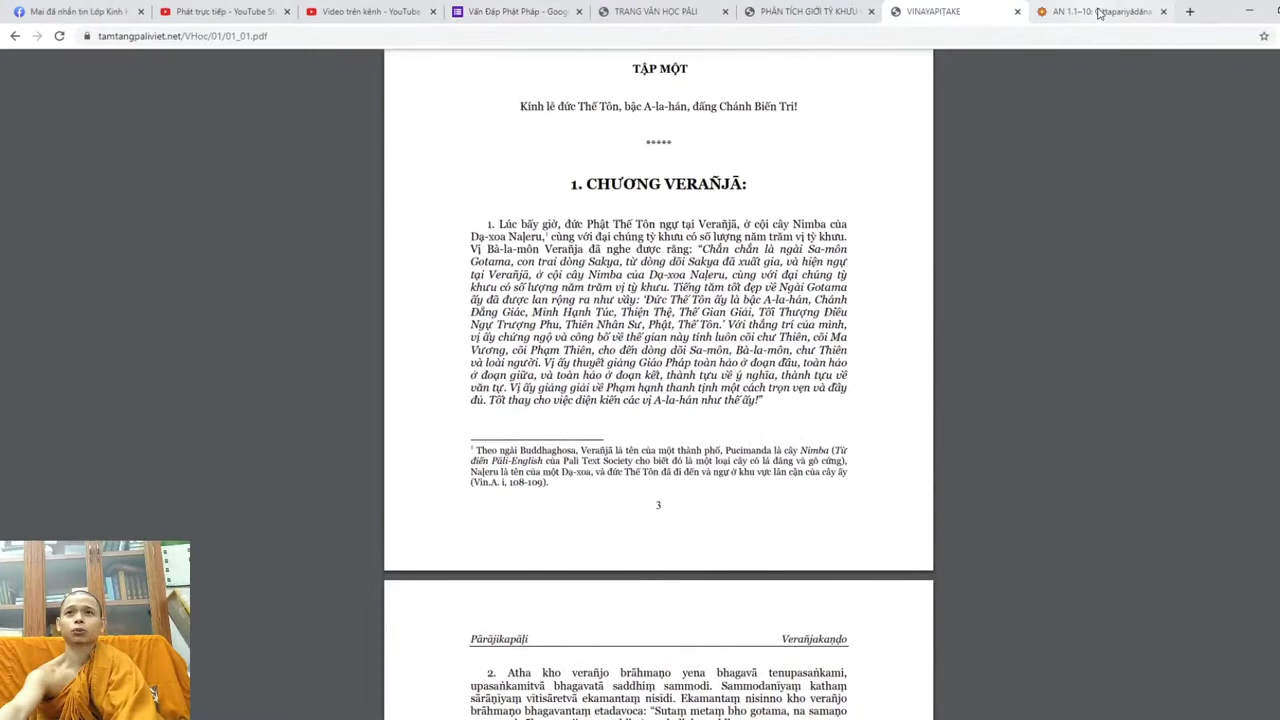 Mai đã nhắn tin Lớp Kinh
Phát trực tiếp - YouTube St
Video trên kênh - YouTube
Vấn Đáp Phật Pháp - Goog
TRANG VĂN HỌC PĀLI
PHÂN TÍCH GIỚI TỲ KHƯU
VINAYAPIṬAKE
AN 1.1–10:
tamtangpaliviet.net/VHoc/01/01_01.pdf
TẬP MỘT
Kính lễ đức Thế Tôn, bậc A-la-hán, đấng Chánh Biến Tri!
*****
1. CHƯƠNG VERAÑJĀ:
1. Lúc bấy giờ, đức Phật Thế Tôn ngự tại Verañjā, ở cội cây Nimba của
Dạ-xoa Naḷeru,¹ cùng với đại chúng tỳ khưu có số lượng năm trăm vị tỳ khưu.
Vị Bà-la-môn Verañja đã nghe được rằng: “Chắn chắn là ngài Sa-môn
Gotama, con trai dòng Sakya, từ dòng dõi Sakya đã xuất gia, và hiện ngự
tại Verañjā, ở cội cây Nimba của Dạ-xoa Naḷeru, cùng với đại chúng tỳ
khưu có số lượng năm trăm vị tỳ khưu. Tiếng tăm tốt đẹp về Ngài Gotama
ấy đã được lan rộng ra như vầy: ‘Đức Thế Tôn ấy là bậc A-la-hán, Chánh
Đẳng Giác, Minh Hạnh Túc, Thiện Thệ, Thế Gian Giải, Tối Thượng Điều
Ngự Trượng Phu, Thiên Nhân Sư, Phật, Thế Tôn.’ Với thắng trí của mình,
vị ấy chứng ngộ và công bố về thế gian này tính luôn cõi chư Thiên, cõi Ma
Vương, cõi Phạm Thiên, cho đến dòng dõi Sa-môn, Bà-la-môn, chư Thiên
và loài người. Vị ấy thuyết giảng Giáo Pháp toàn hảo ở đoạn đầu, toàn hảo
ở đoạn giữa, và toàn hảo ở đoạn kết, thành tựu về ý nghĩa, thành tựu về
văn tự. Vị ấy giảng giải về Phạm hạnh thanh tịnh một cách trọn vẹn và đầy
đủ. Tốt thay cho việc diện kiến các vị A-la-hán như thế ấy!”
¹ Theo ngài Buddhaghosa, Verañjā là tên của một thành phố, Pucimanda là cây Nimba (Từ
điển Pāli-English của Pali Text Society cho biết đó là một loại cây có lá đắng và gỗ cứng),
Naḷeru là tên của một Dạ-xoa, và đức Thế Tôn đã đi đến và ngự ở khu vực lân cận của cây ấy
(Vin.A. i, 108-109).
3
Pārājikapāḷi
Verañjakaṇḍo
2. Atha kho verañjo brāhmaṇo yena bhagavā tenupasaṅkami,
upasaṅkamitvā bhagavatā saddhiṃ sammodi. Sammodanīyaṃ kathaṃ
sārāṇīyaṃ vītisāretvā ekamantaṃ nisīdi. Ekamantaṃ nisinno kho verañjo
brāhmaṇo bhagavantaṃ etadavoca: “Sutaṃ metaṃ bho gotama, na samaṇo